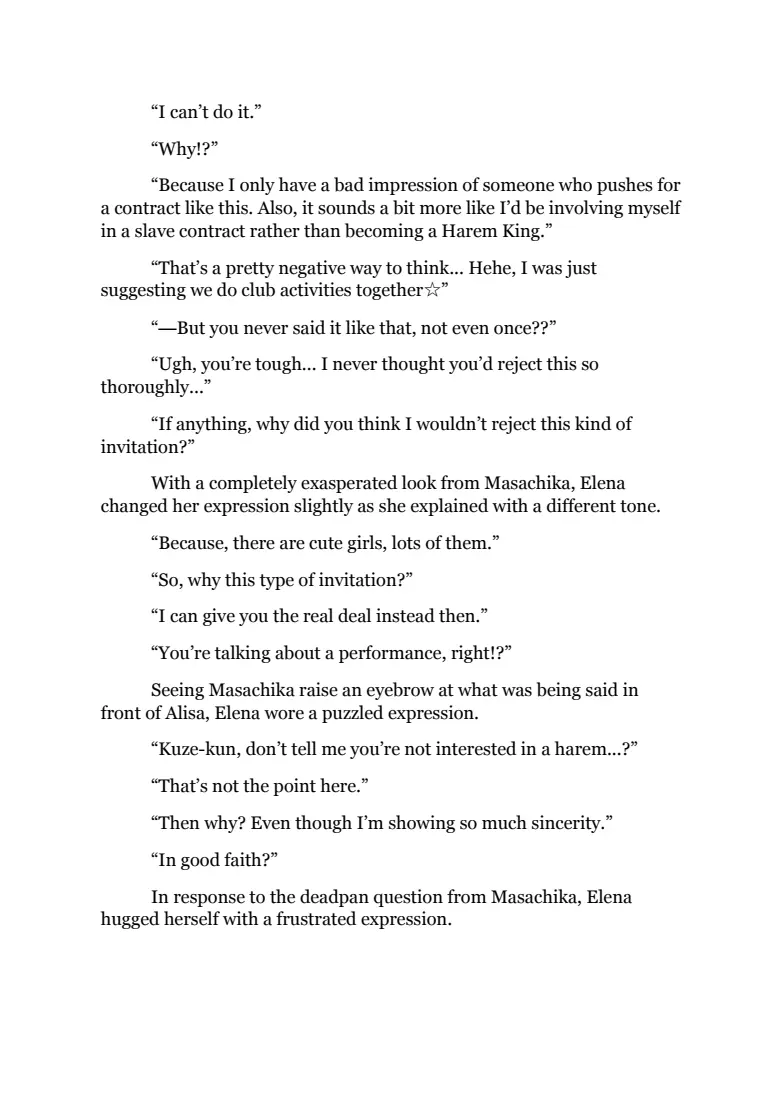 “I can’t do it.”
“Why!?”
“Because I only have a bad impression of someone who pushes for
a contract like this. Also, it sounds a bit more like I’d be involving myself
in a slave contract rather than becoming a Harem King.”
“That’s a pretty negative way to think... Hehe, I was just
suggesting we do club activities together☆”
“—But you never said it like that, not even once??”
“Ugh, you’re tough... I never thought you’d reject this so
thoroughly...”
“If anything, why did you think I wouldn’t reject this kind of
invitation?”
With a completely exasperated look from Masachika, Elena
changed her expression slightly as she explained with a different tone.
“Because, there are cute girls, lots of them.”
“So, why this type of invitation?”
“I can give you the real deal instead then.”
“You’re talking about a performance, right!?”
Seeing Masachika raise an eyebrow at what was being said in
front of Alisa, Elena wore a puzzled expression.
“Kuze-kun, don’t tell me you’re not interested in a harem...?”
“That’s not the point here.”
“Then why? Even though I’m showing so much sincerity.”
“In good faith?”
In response to the deadpan question from Masachika, Elena
hugged herself with a frustrated expression.